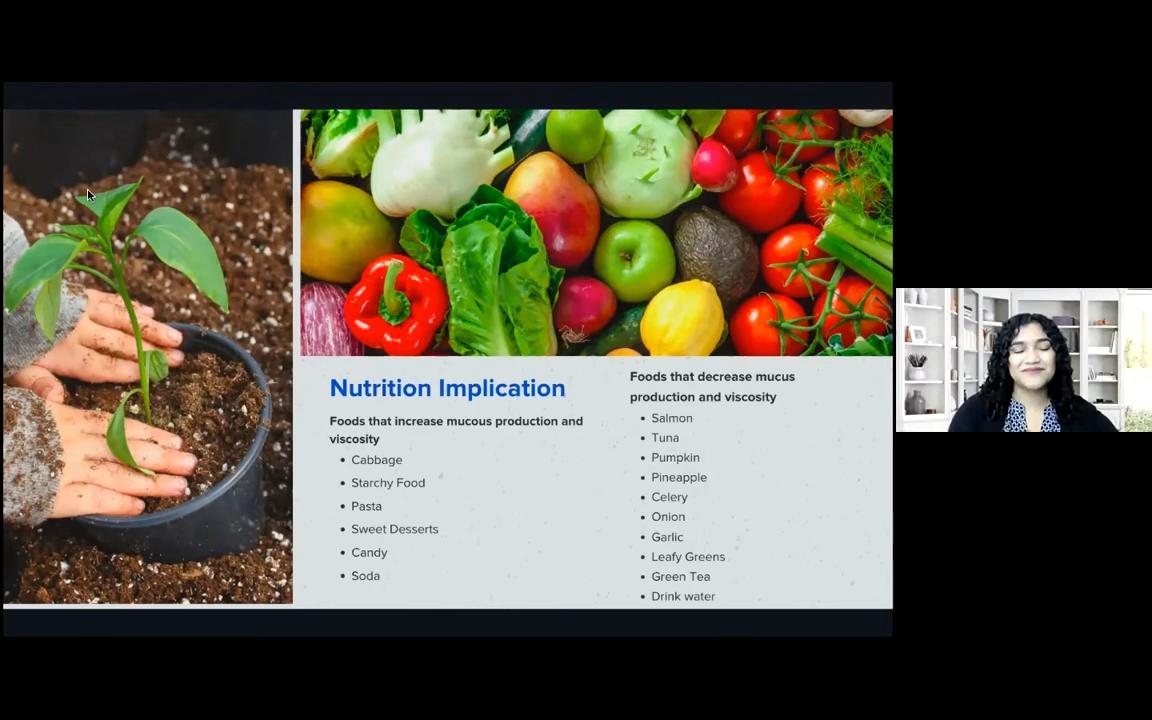 Nutrition Implication
Foods that increase mucous production and
viscosity
• Cabbage
• Starchy Food
• Pasta
• Sweet Desserts
• Candy
• Soda
Foods that decrease mucus
production and viscosity
• Salmon
• Tuna
• Pumpkin
• Pineapple
• Celery
• Onion
• Garlic
• Leafy Greens
• Green Tea
• Drink water